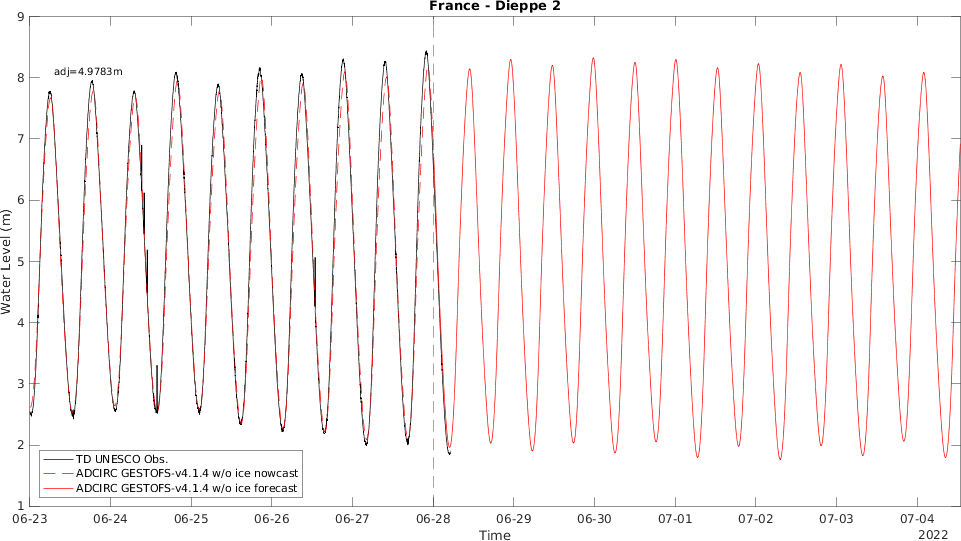 France - Dieppe 2
adj=4.9783m
Water Level (m)
9
8
7
6
5
4
3
2
1
TD UNESCO Obs.
ADCIRC GESTOFS-v4.1.4 w/o ice nowcast
ADCIRC GESTOFS-v4.1.4 w/o ice forecast
06-23 06-24 06-25 06-26 06-27 06-28 06-29 06-30 07-01 07-02 07-03 07-04
Time
2022